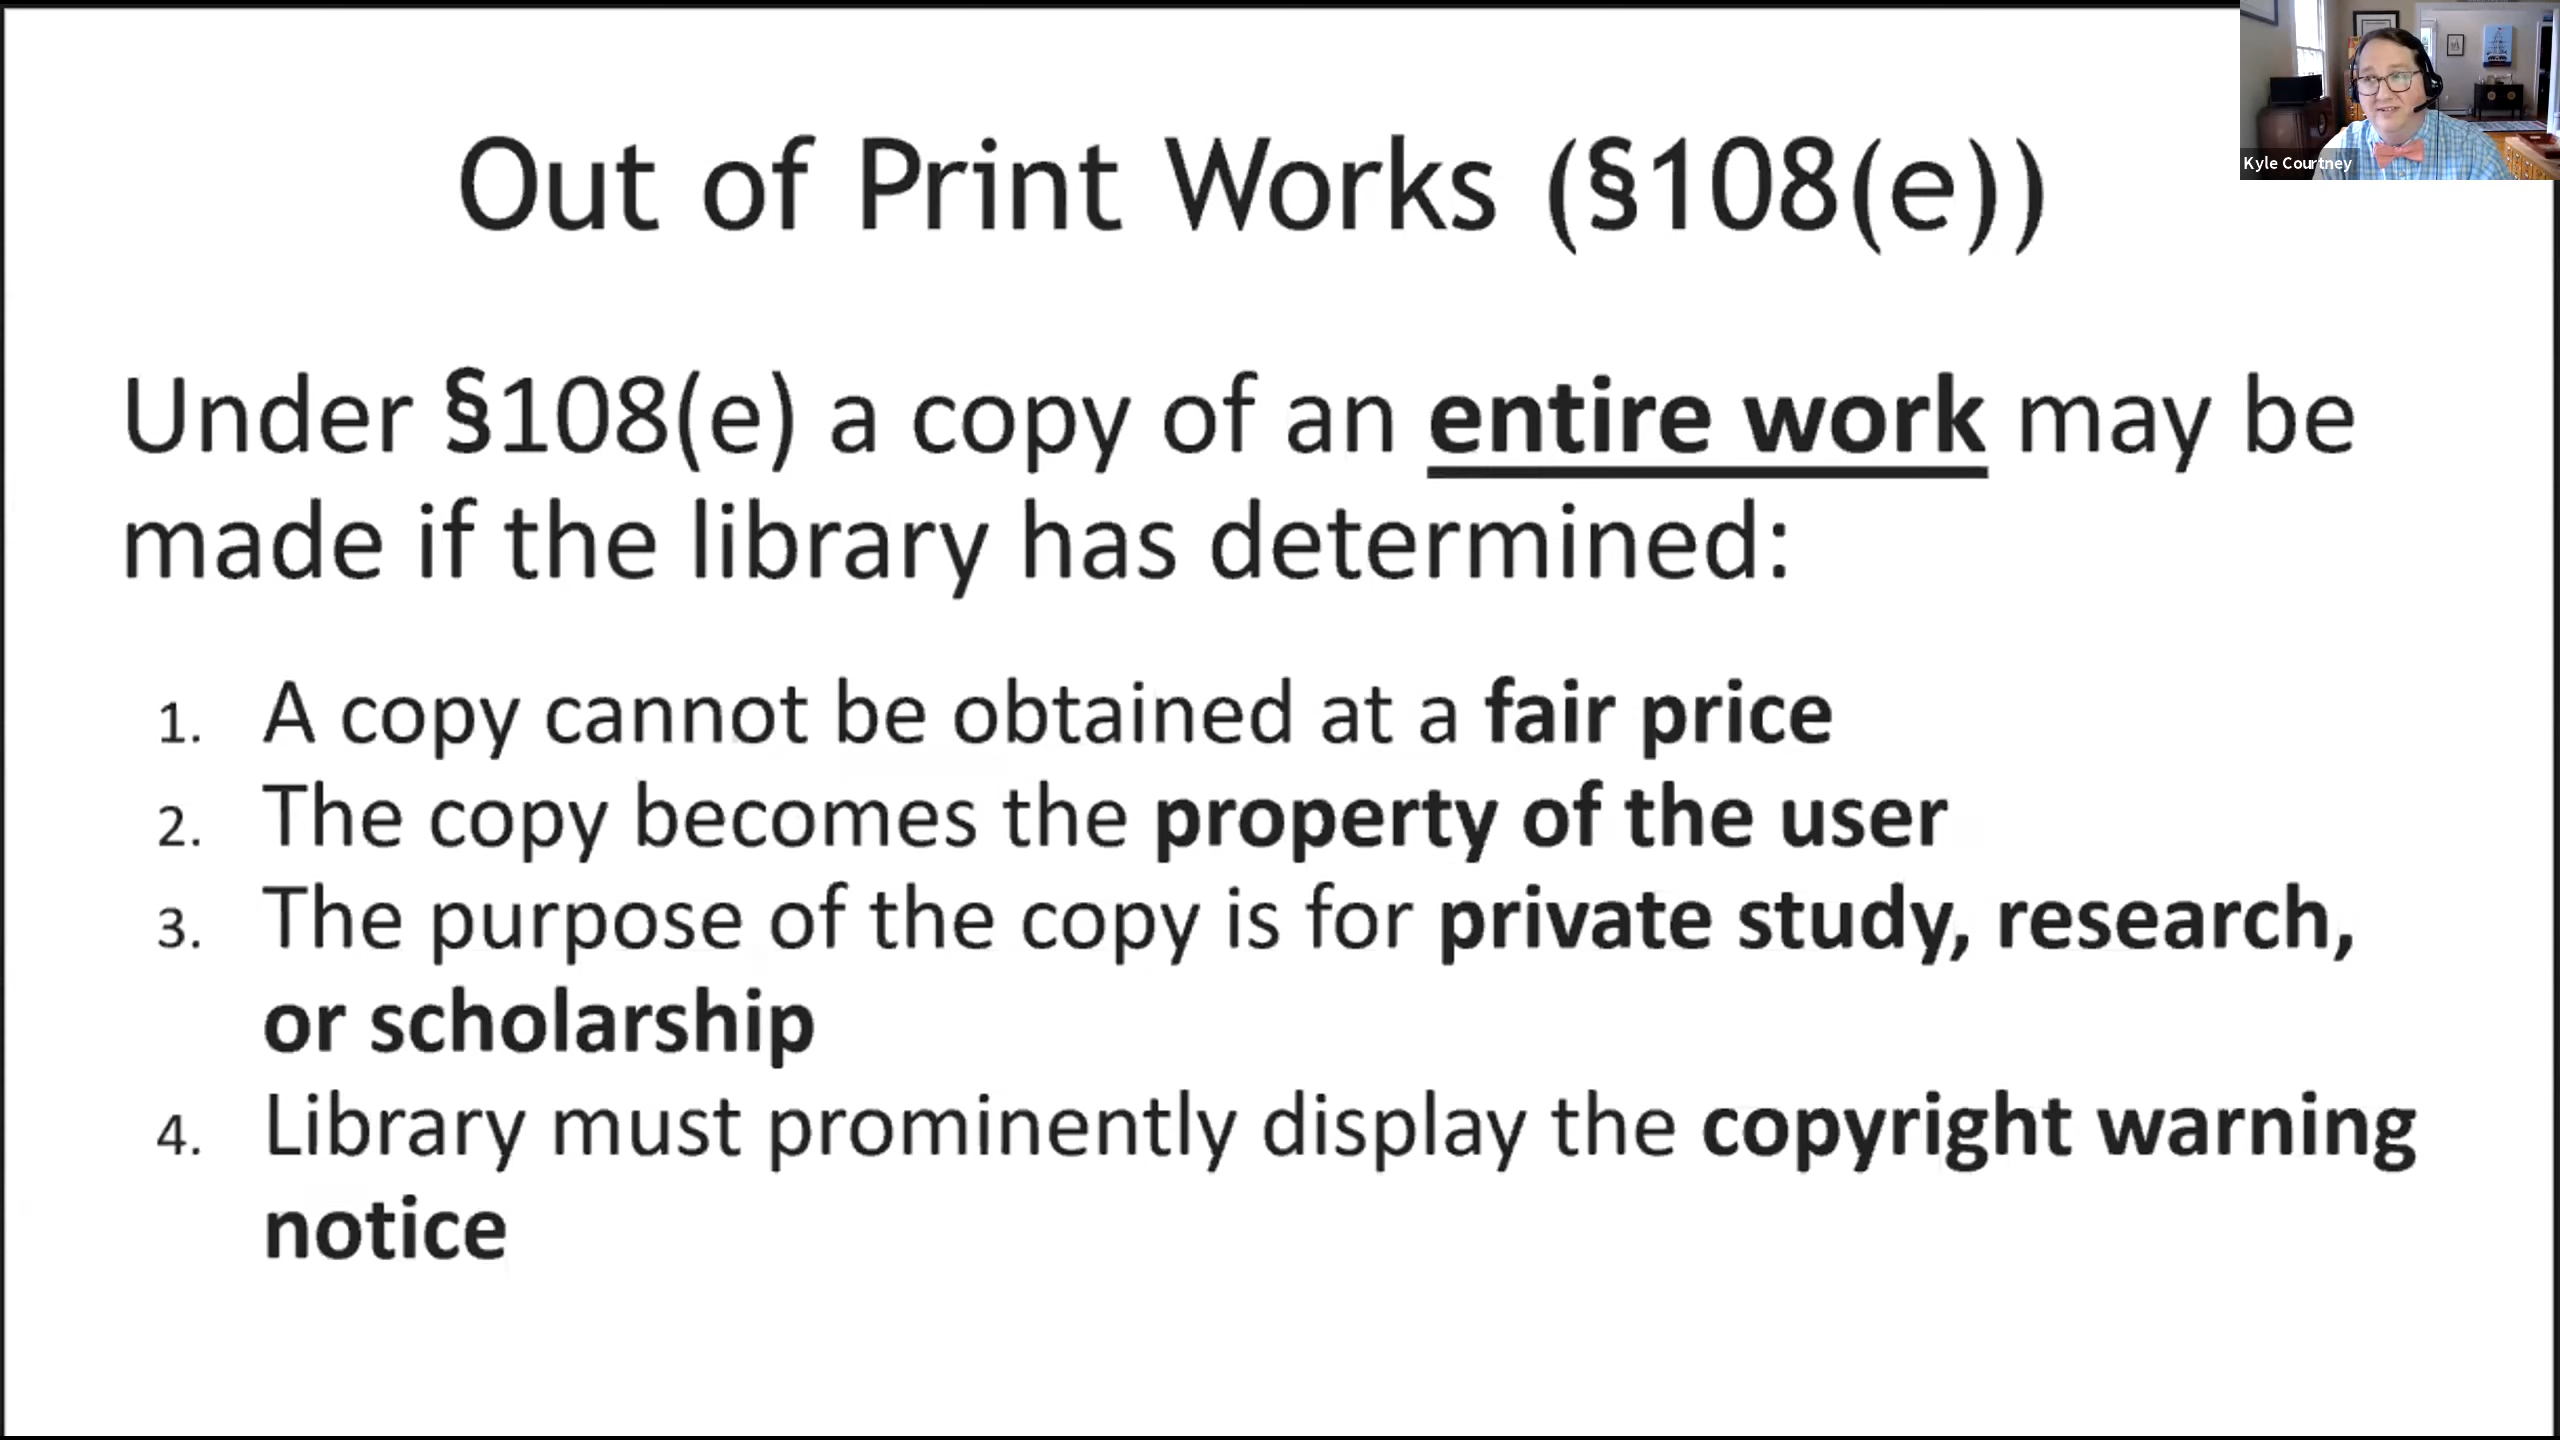 Out of Print Works (§108(e))
Kyle Courtney
Under §108(e) a copy of an entire work may be
made if the library has determined:
1. A copy cannot be obtained at a fair price
2. The copy becomes the property of the user
3. The purpose of the copy is for private study, research,
or scholarship
4. Library must prominently display the copyright warning
notice